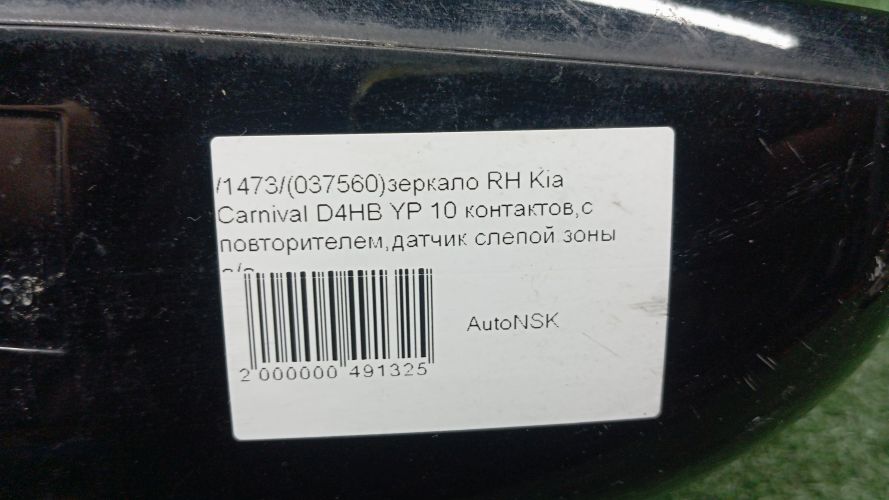 /1473/(037560)зеркало RH Kia
Carnival D4HB YP 10 контактов,с
повторителем,датчик слепой зоны
AutoNSK
2 000000 491325